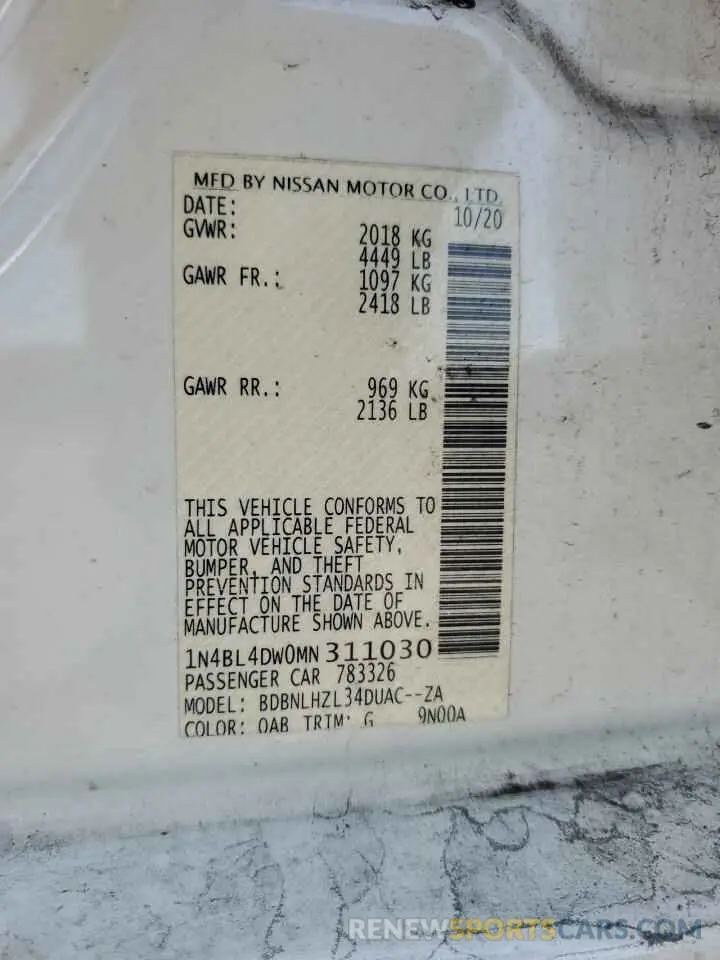 MFD BY NISSAN MOTOR CO., LTD.
DATE: 10/20
GVWR: 2018 KG
4449 LB
GAWR FR.: 1097 KG
2418 LB
GAWR RR.: 969 KG
2136 LB
THIS VEHICLE CONFORMS TO
ALL APPLICABLE FEDERAL
MOTOR VEHICLE SAFETY,
BUMPER, AND THEFT
PREVENTION STANDARDS IN
EFFECT ON THE DATE OF
MANUFACTURE SHOWN ABOVE.
1N4BL4DW0MN311030
PASSENGER CAR 783326
MODEL: BDBNLHZL34DUAC--ZA
COLOR: QAB TRIM: G 9N00A
RENEWSPORTSCARS.COM